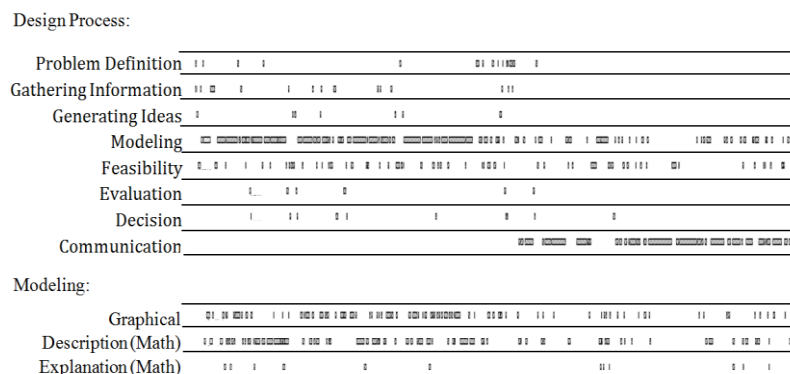 Design Process:
Problem Definition
Gathering Information
Generating Ideas
Modeling
Feasibility
Evaluation
Decision
Communication
Modeling:
Graphical
Description (Math)
Explanation (Math)